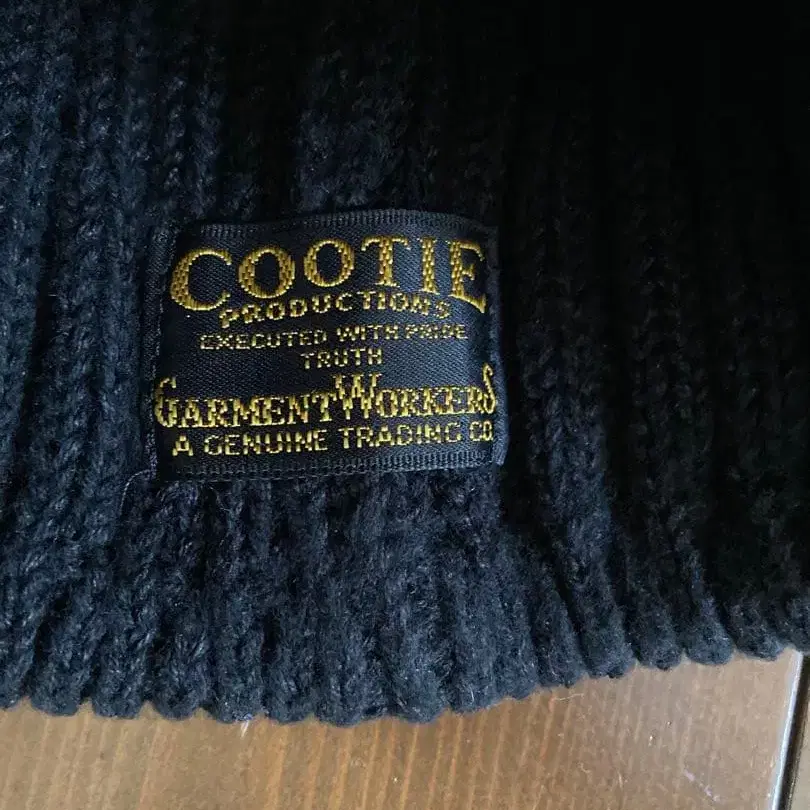 COOTIE
PRODUCTIONS
EXECUTED WITH PRIDE
TRUTH
GARMENTWORKERS
A GENUINE TRADING CO.